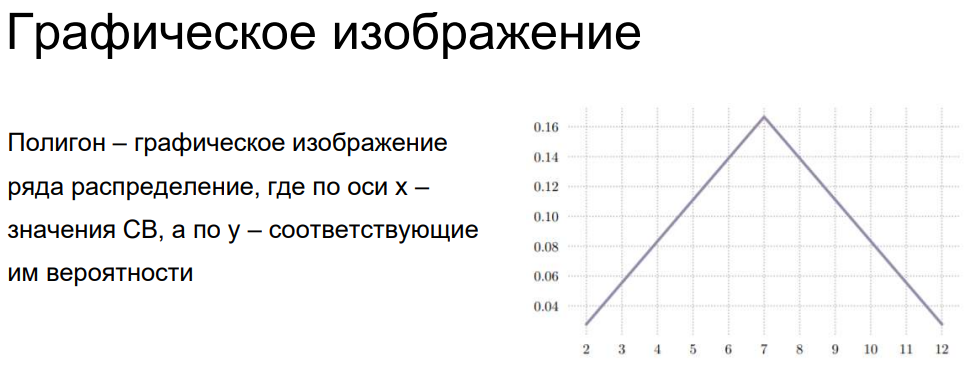 Графическое изображение
Полигон – графическое изображение
ряда распределение, где по оси x –
значения СВ, а по y – соответствующие
им вероятности
0.16
0.14
0.12
0.10
0.08
0.06
0.04
2 3 4 5 6 7 8 9 10 11 12